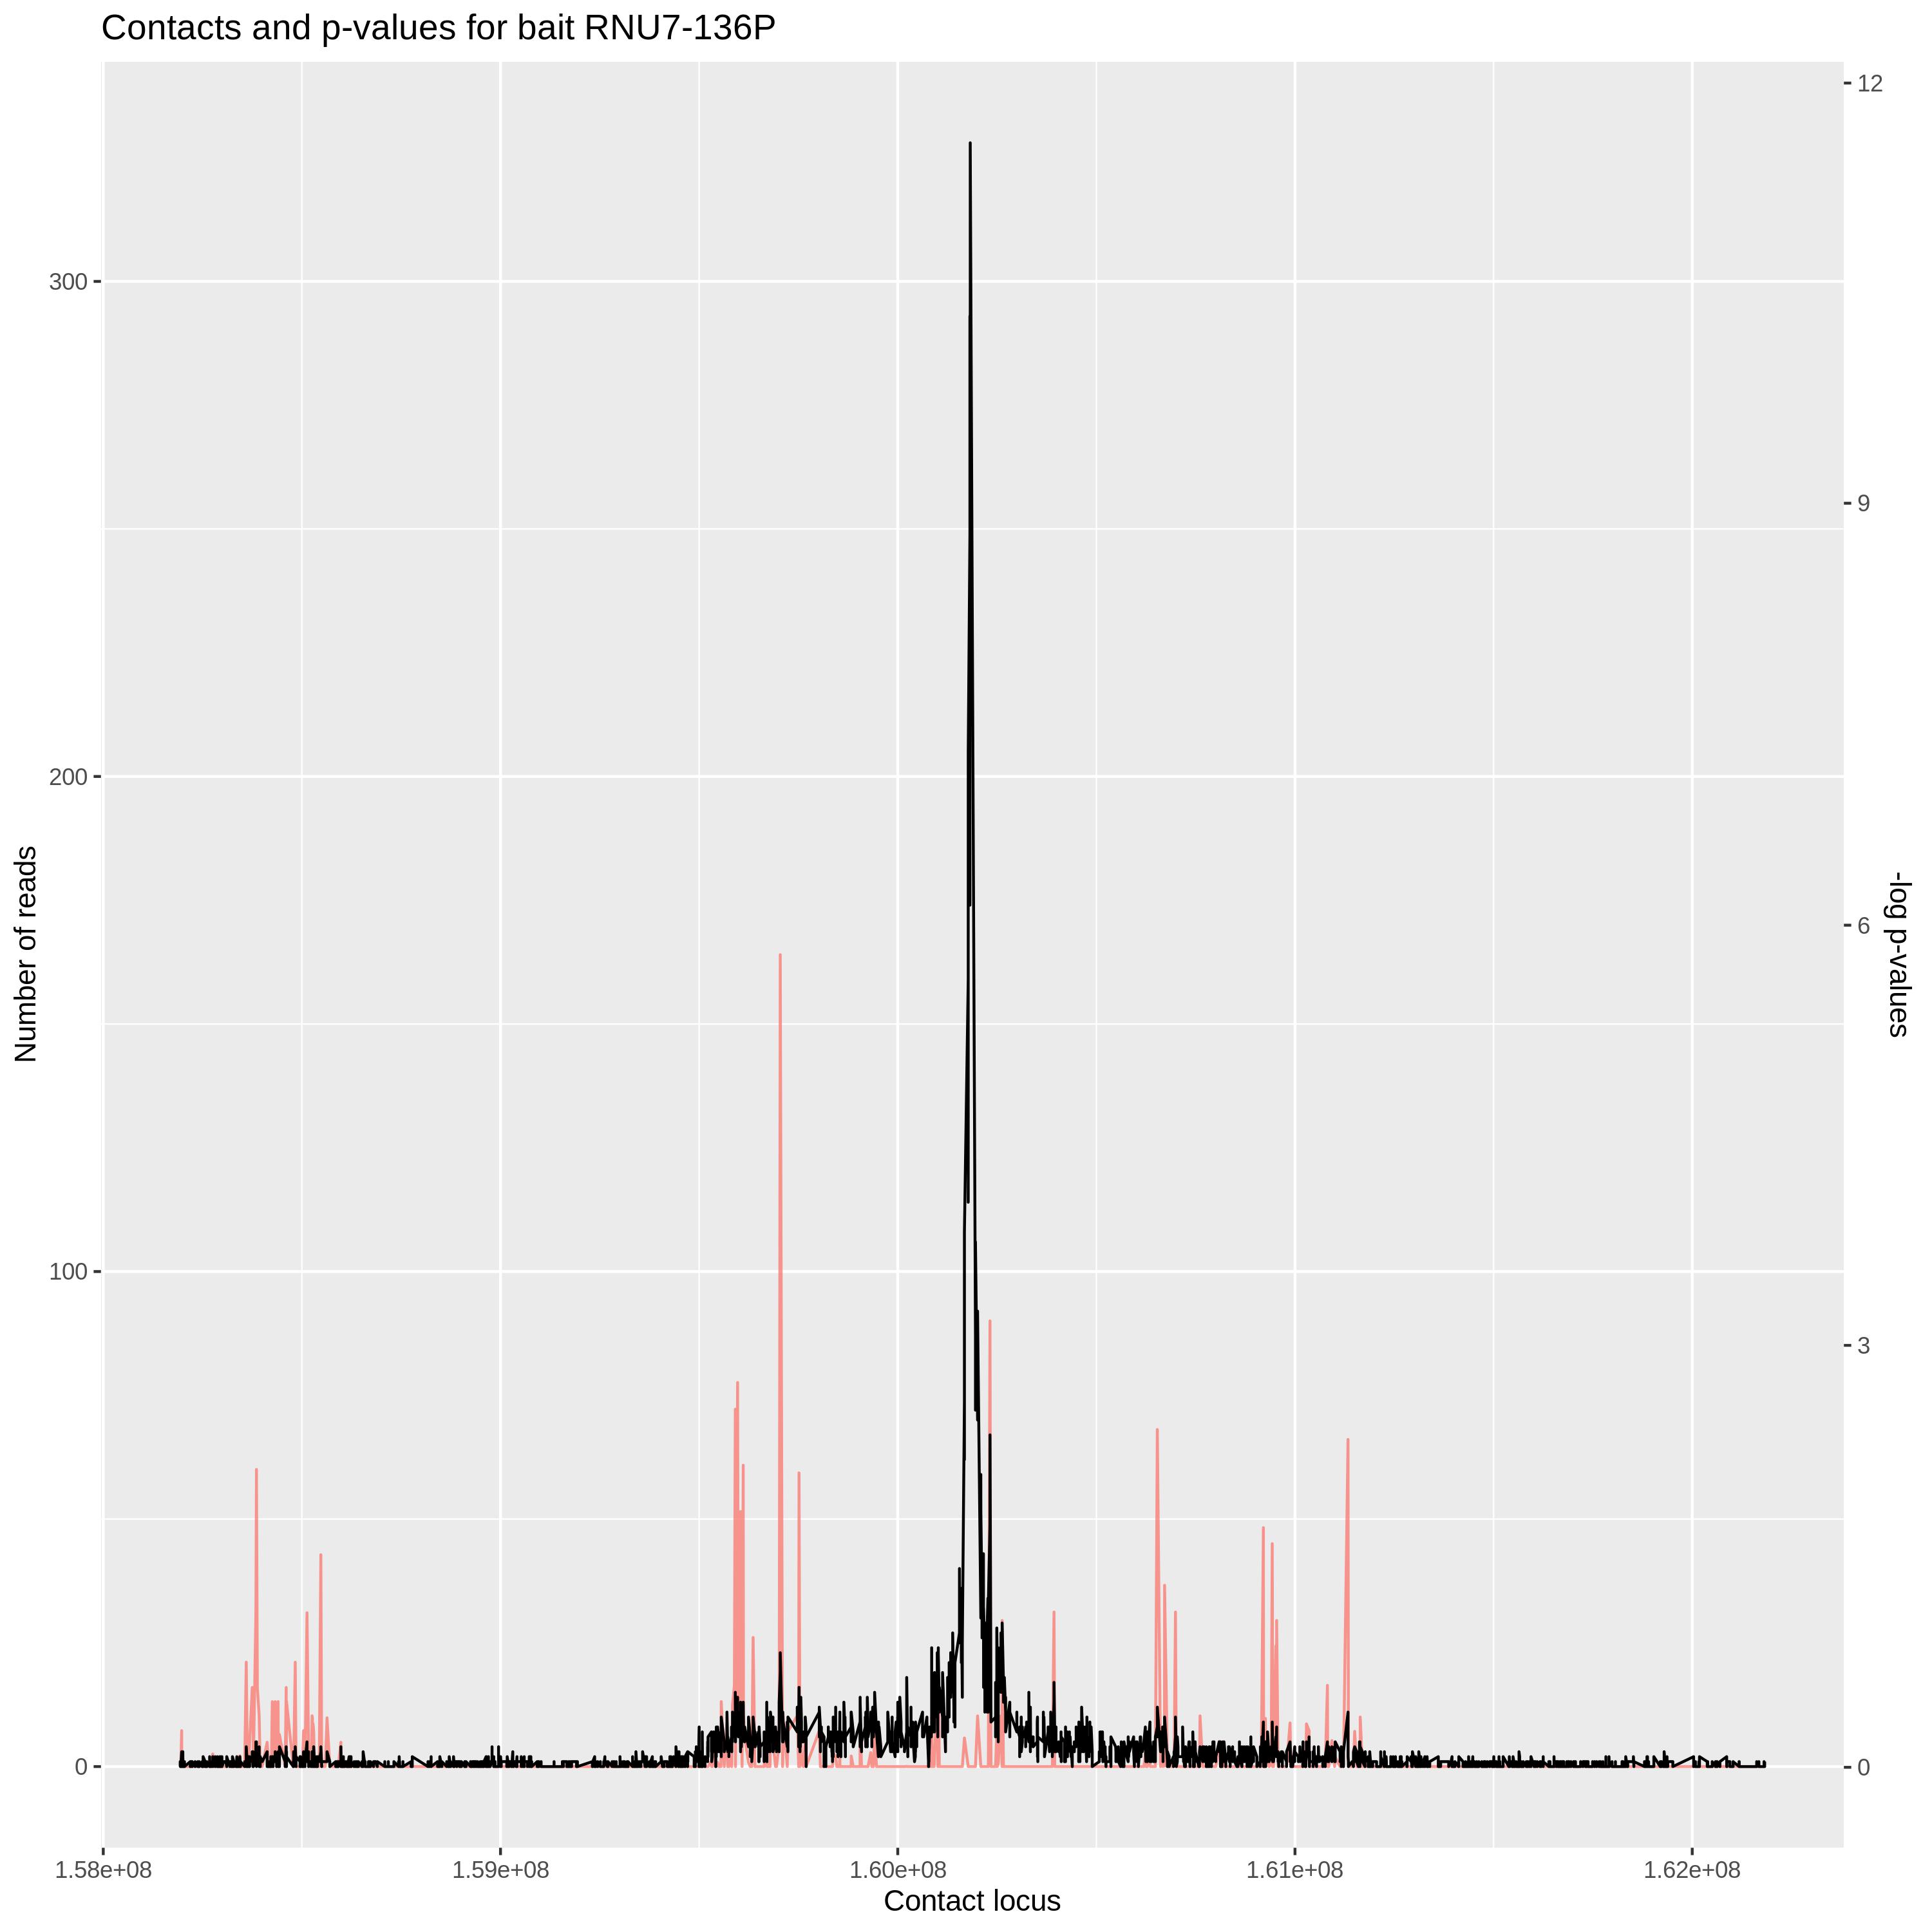 Contacts and p-values for bait RNU7-136P
12
300
9
200
6
Number of reads
-log p-values
100
3
0
0
1.58e+08
1.59e+08
1.60e+08
1.61e+08
1.62e+08
Contact locus